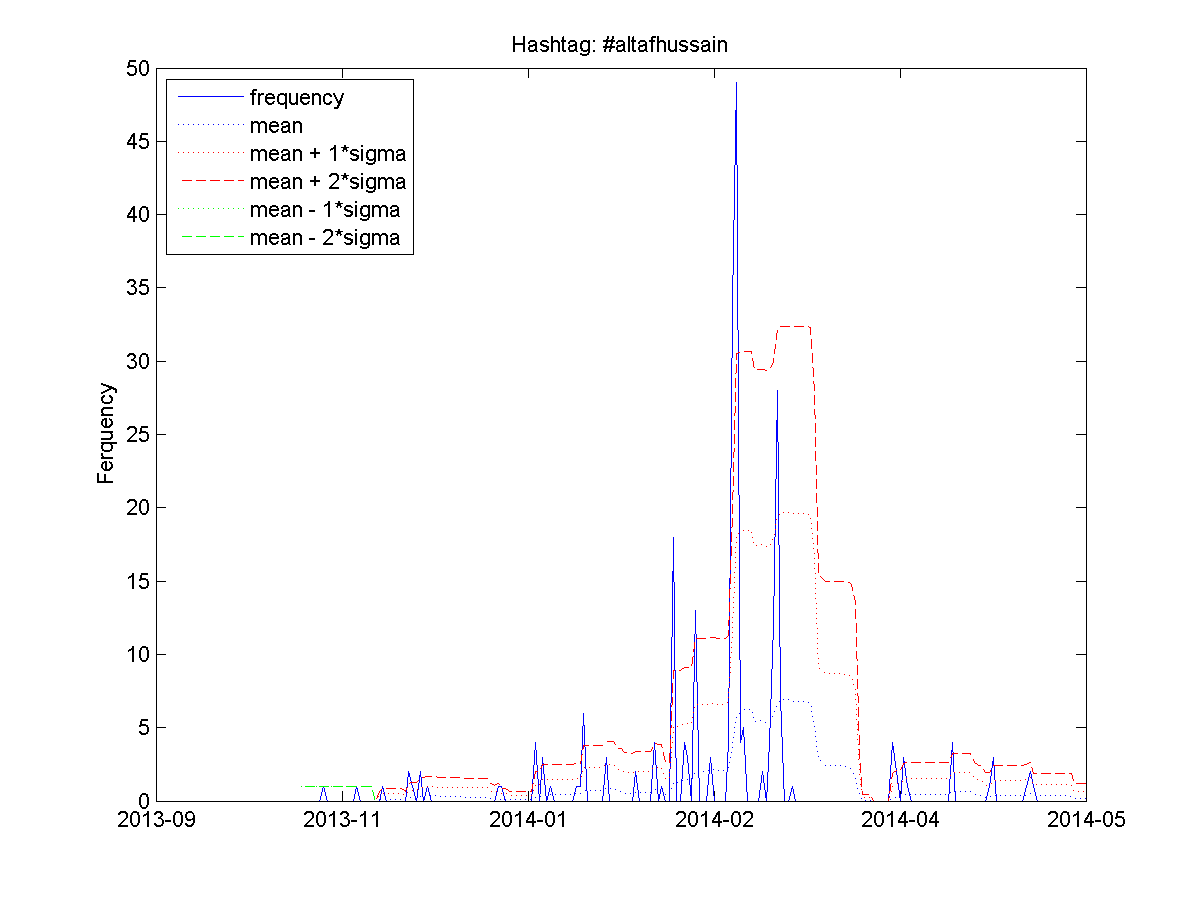 Hashtag: #altafhussain
50
45
40
35
30
25
20
15
10
5
0
Ferquency
frequency
mean
mean + 1*sigma
mean + 2*sigma
mean - 1*sigma
mean - 2*sigma
2013-09 2013-11 2014-01 2014-02 2014-04 2014-05